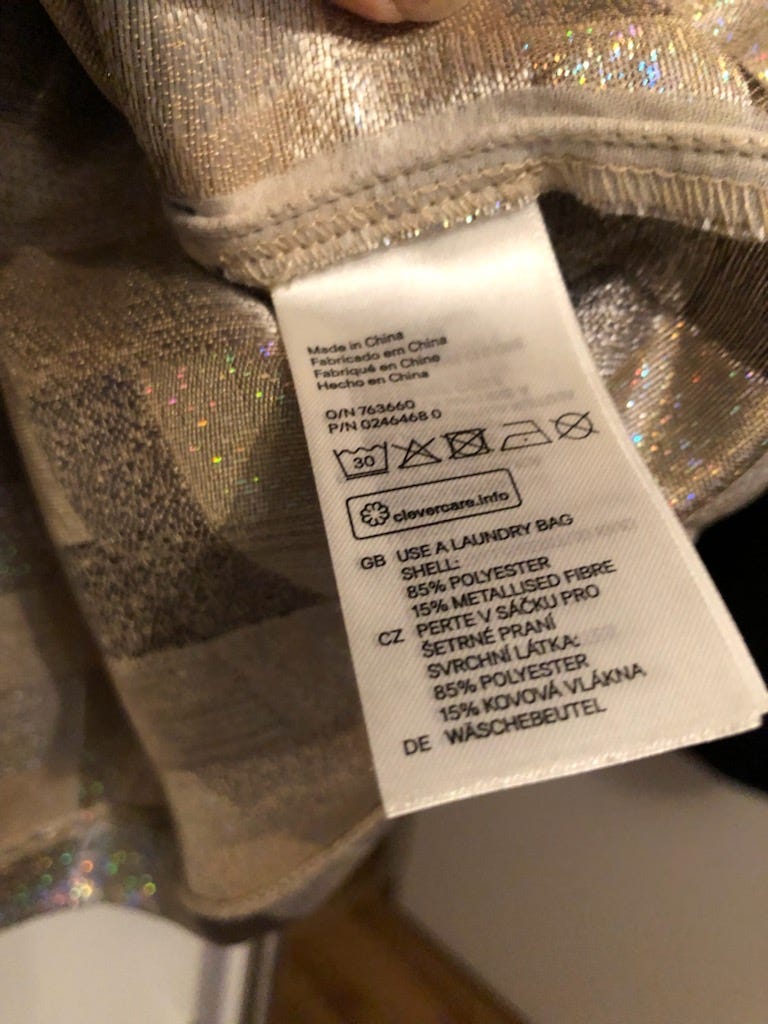 Made in China
Fabricado em China
Fabriqué en Chine
Hecho en China
O/N 763660
P/N 0246468 0
30
clevercare.info
GB USE A LAUNDRY BAG
SHELL:
85% POLYESTER
15% METALLISED FIBRE
CZ PERTE V SÁČKU PRO
ŠETRNÉ PRANÍ
SVRCHNÍ LÁTKA:
85% POLYESTER
15% KOVOVÁ VLÁKNA
DE WÄSCHEBEUTEL